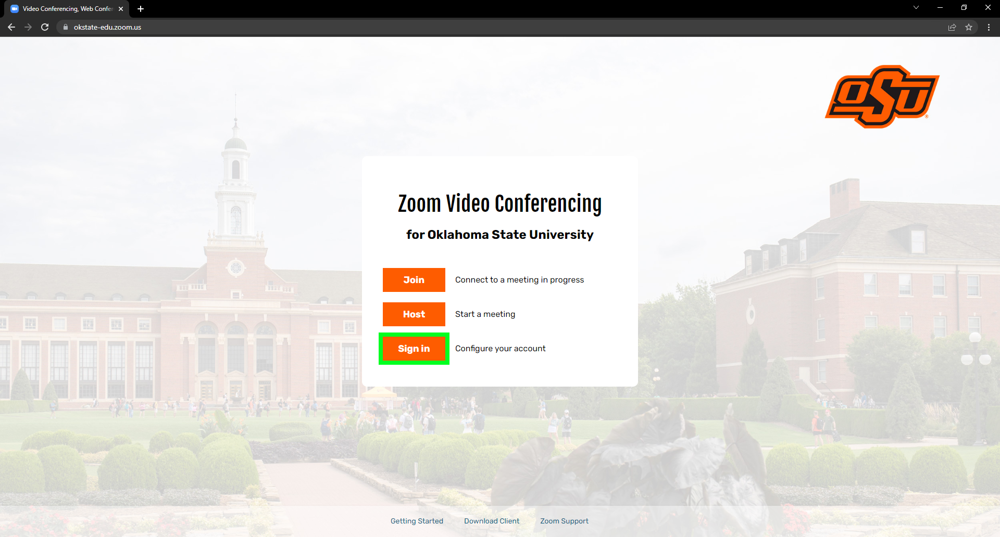 Video Conferencing, Web Confer
okstate-edu.zoom.us
OSU
Zoom Video Conferencing
for Oklahoma State University
Join Connect to a meeting in progress
Host Start a meeting
Sign in Configure your account
Getting Started Download Client Zoom Support